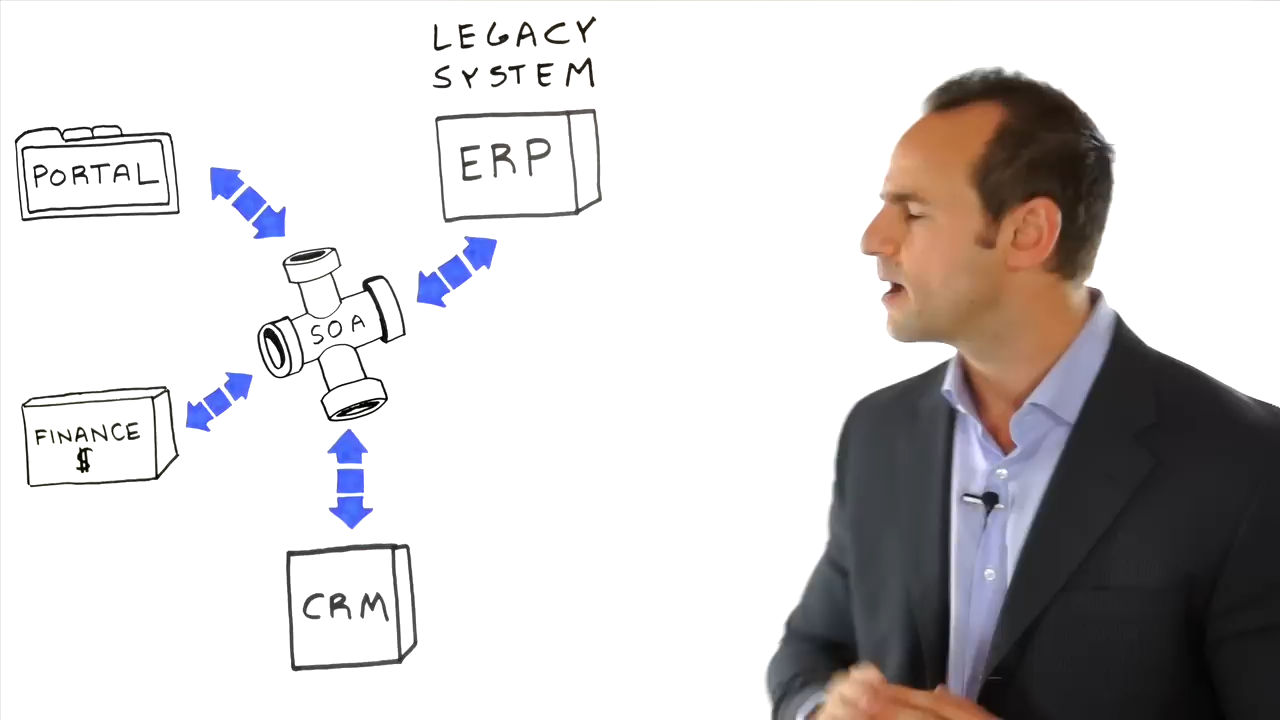 LEGACY
SYSTEM
ERP
PORTAL
SOA
FINANCE
$
CRM